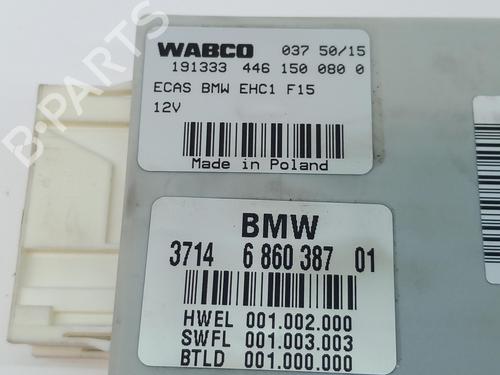 WABCO 037 50/15
191333 446 150 080 0
ECAS BMW EHC1 F15
12V
Made in Poland
BMW
3714 6 860 387 01
HWEL 001.002.000
SWFL 001.003.003
BTLD 001.000.000
B-PARTS